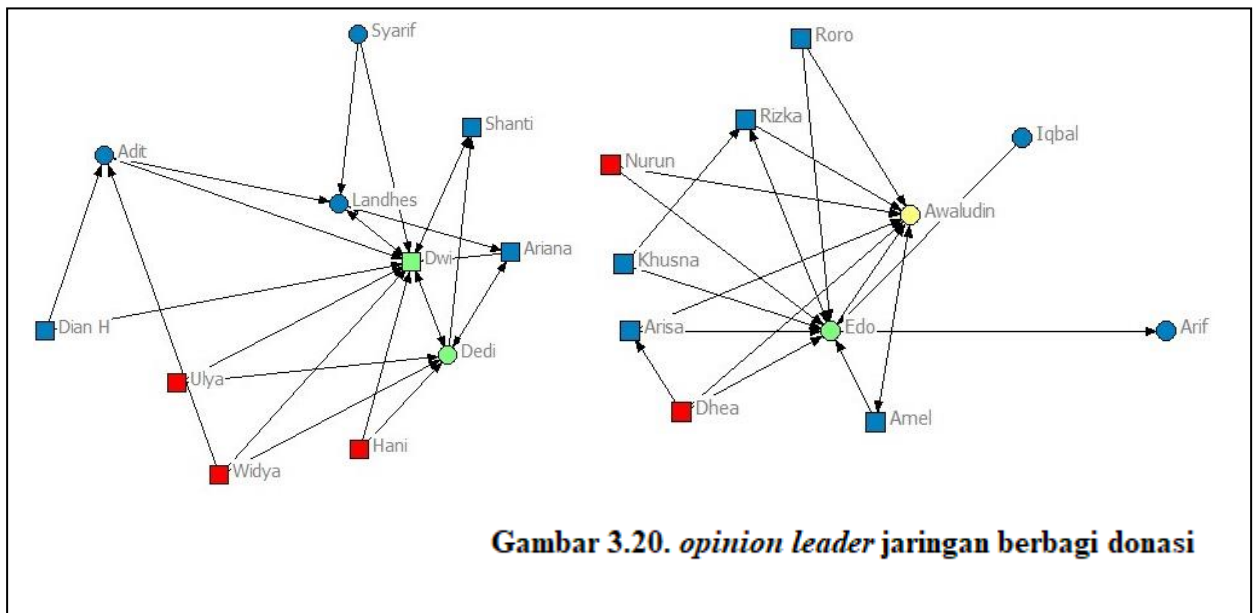 Syarif
Roro
Shanti
Rizka
Iqbal
Adit
Nurun
Landhes
Awaludin
Ariana
Dwi
Khusna
Dian H
Arisa
Edo
Arif
Dedi
Ulya
Dhea
Amel
Hani
Widya
Gambar 3.20. opinion leader jaringan berbagi donasi